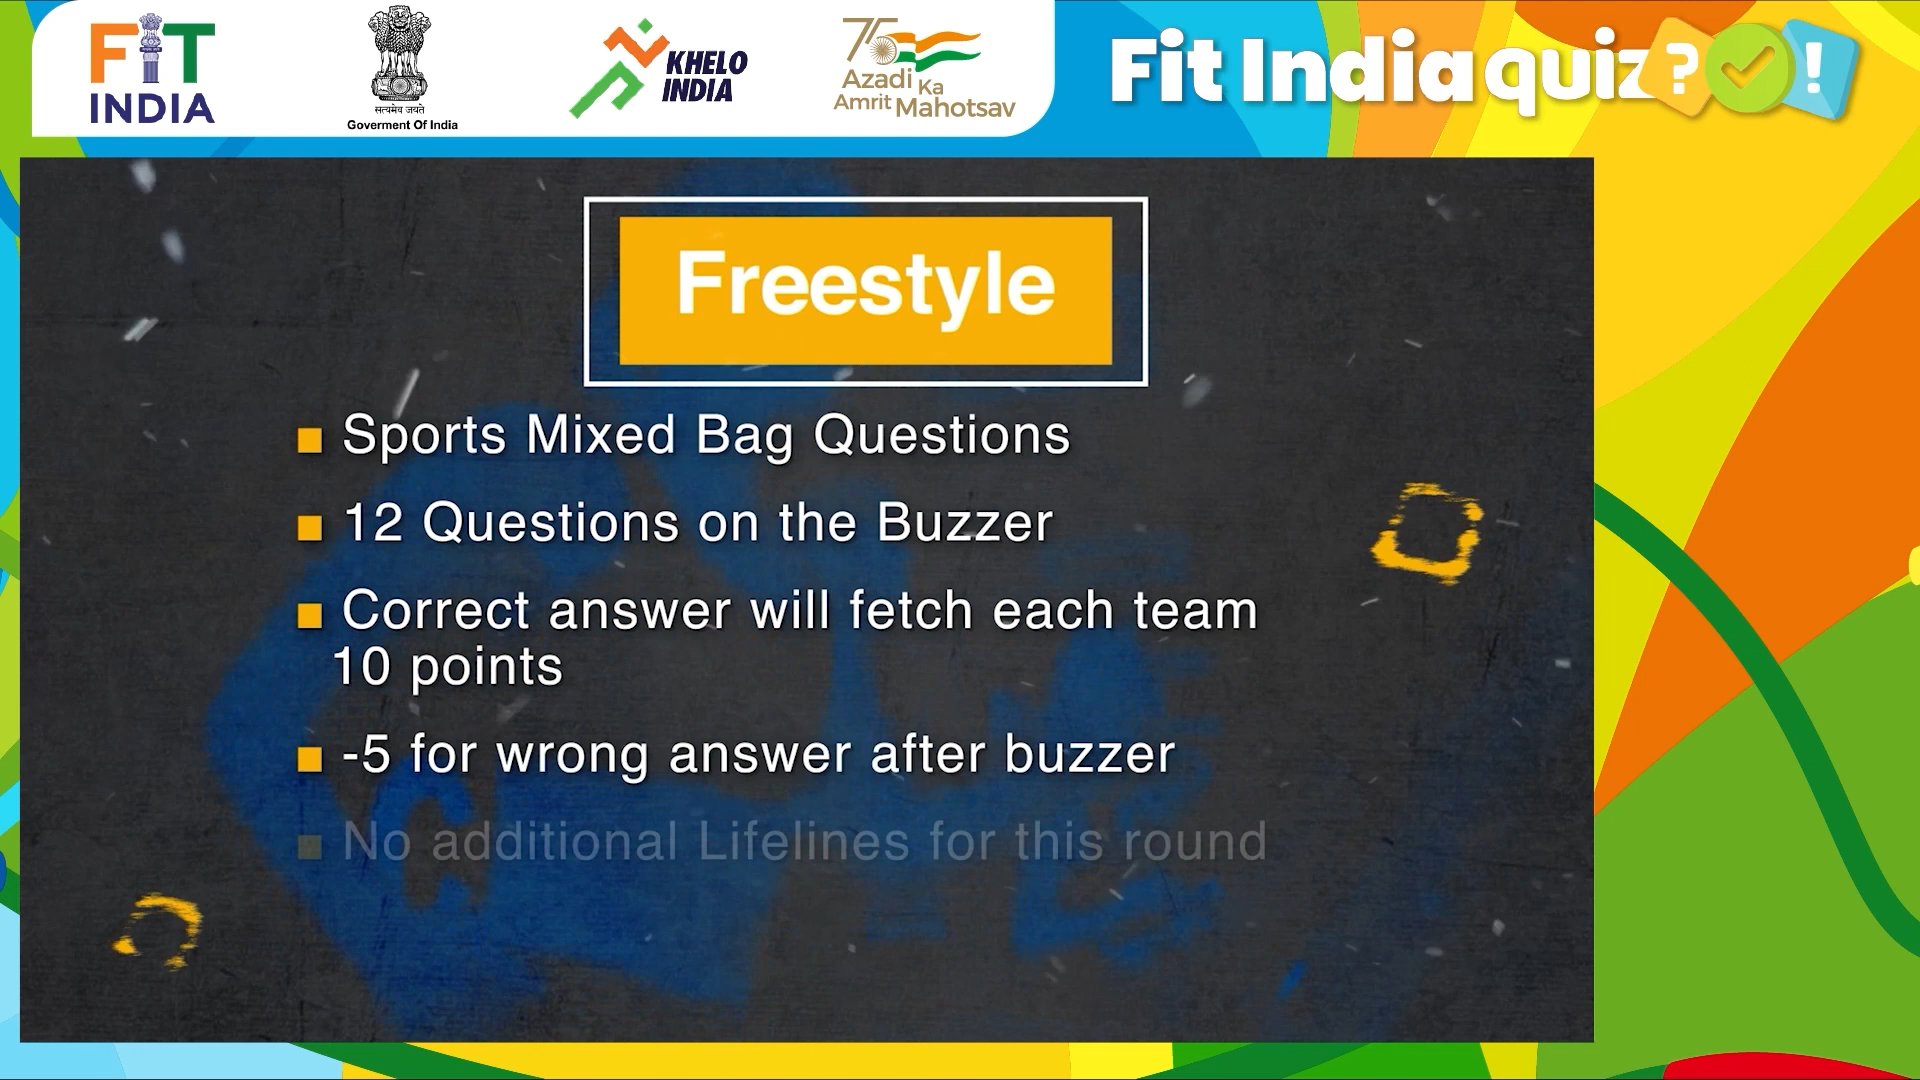 FIT
INDIA
सत्यमेव जयते
Goverment Of India
KHELO
INDIA
75
Azadi Ka
Amrit Mahotsav
Fit India quiz ? !
Freestyle
Sports Mixed Bag Questions
12 Questions on the Buzzer
Correct answer will fetch each team
10 points
-5 for wrong answer after buzzer
No additional Lifelines for this round